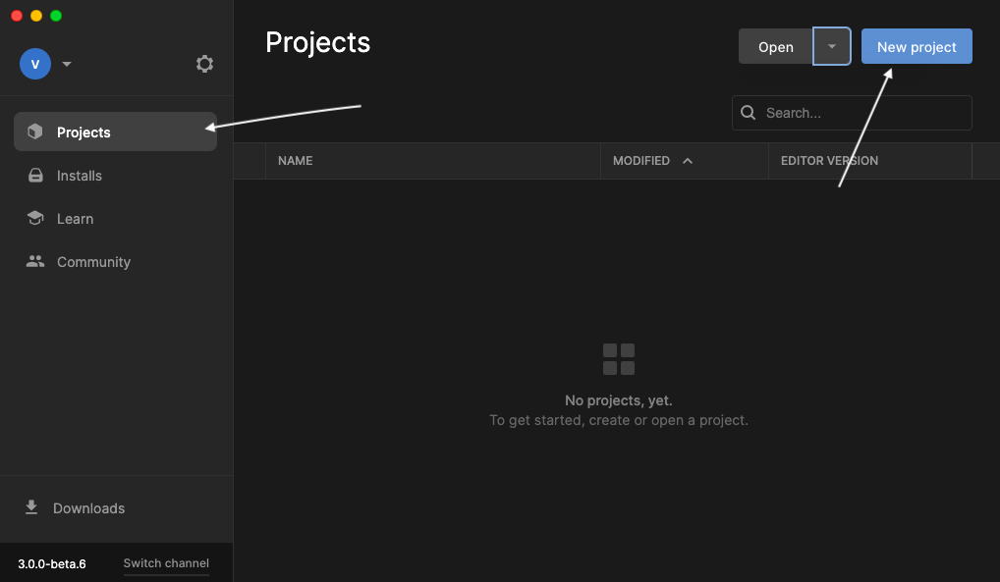 V
Projects
Installs
Learn
Community
Downloads
3.0.0-beta.6 Switch channel
Projects
Open New project
Search...
NAME MODIFIED EDITOR VERSION
No projects, yet.
To get started, create or open a project.